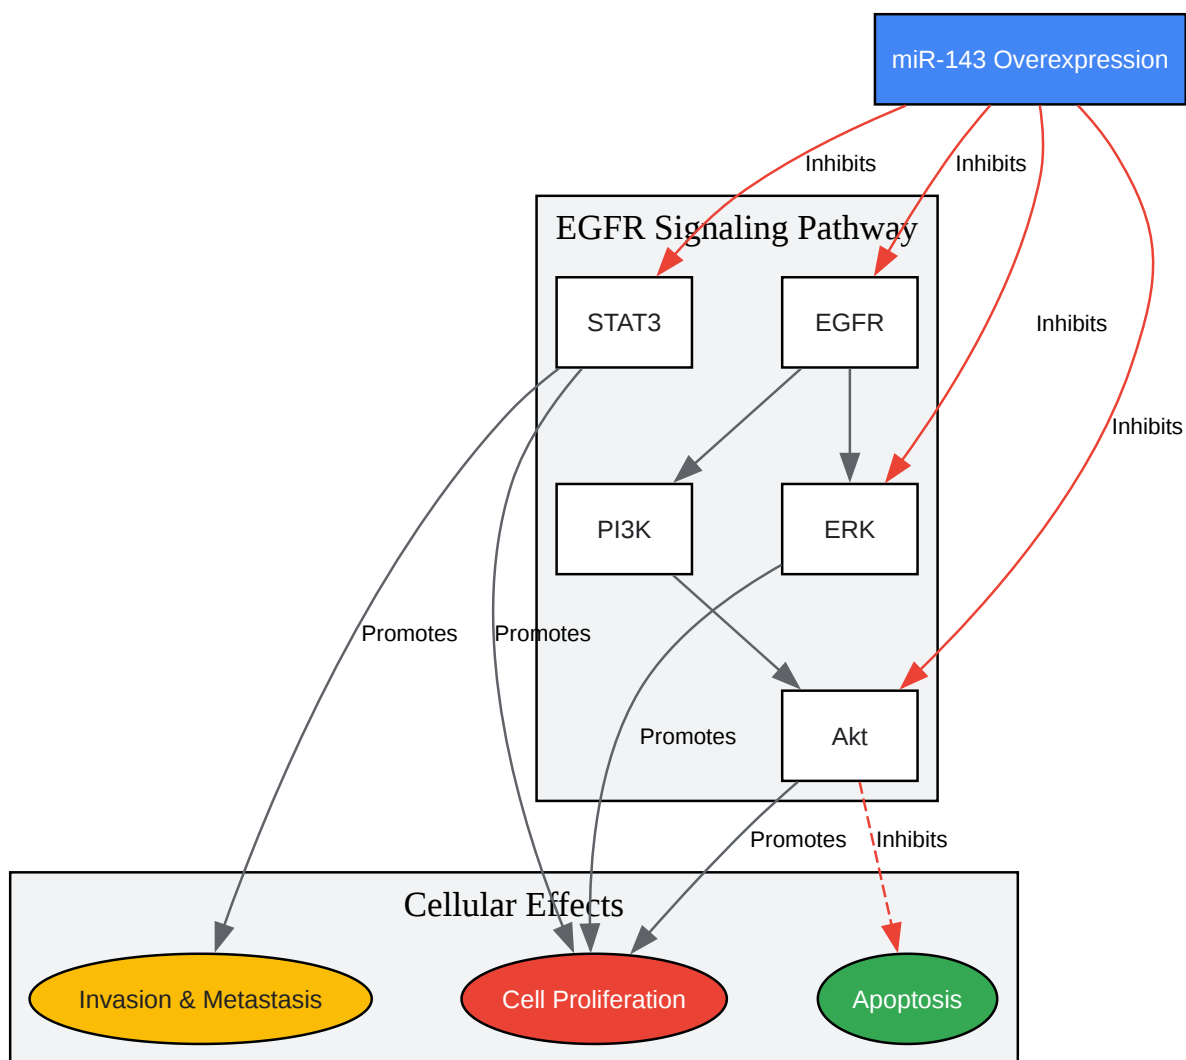 miR-143 Overexpression
Inhibits
Inhibits
EGFR Signaling Pathway
STAT3
EGFR
Inhibits
Inhibits
PI3K
ERK
Promotes
Promotes
Promotes
Akt
Promotes
Inhibits
Cellular Effects
Invasion & Metastasis
Cell Proliferation
Apoptosis